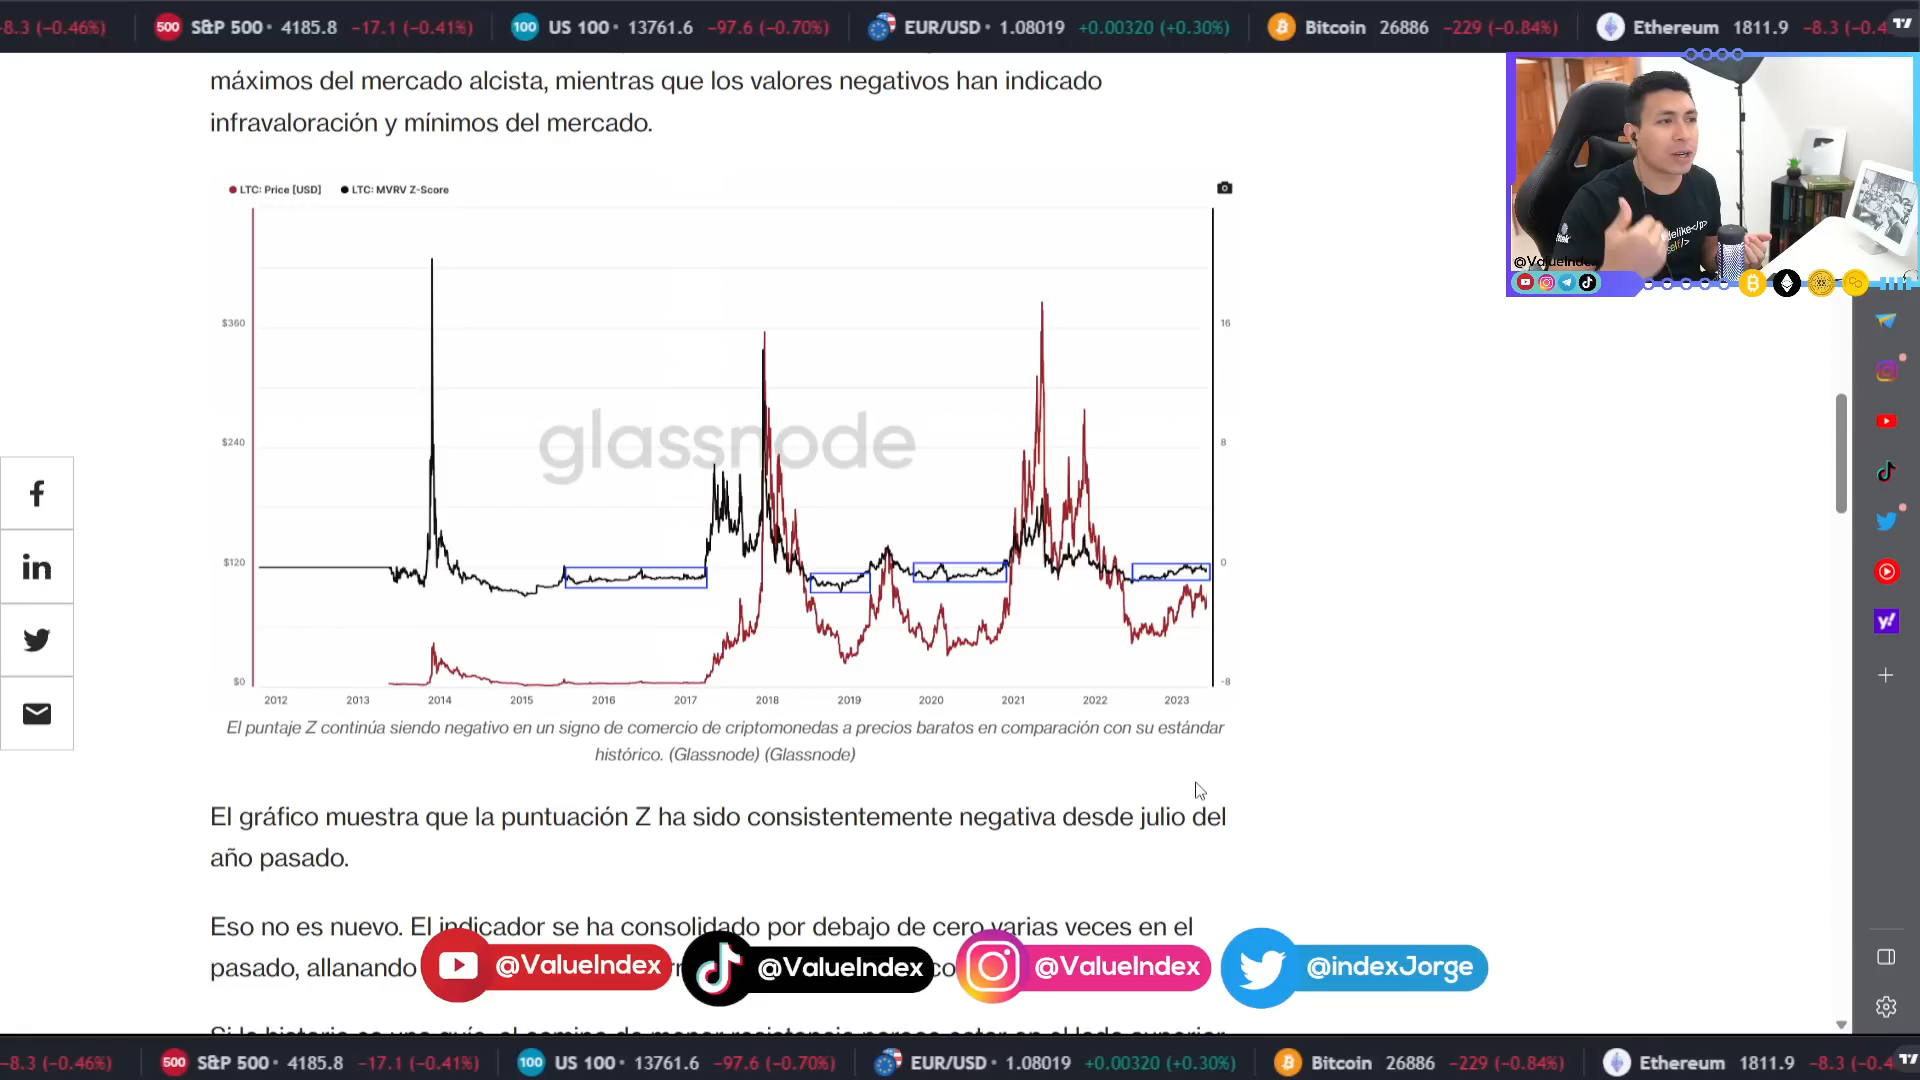 -8.3 (−0.46%) S&P 500 4185.8 −17.1 (−0.41%) US 100 13761.6 −97.6 (−0.70%) EUR/USD 1.08019 +0.00320 (+0.30%) Bitcoin 26886 −229 (−0.84%) Ethereum 1811.9 −8.3 (−0.4
máximos del mercado alcista, mientras que los valores negativos han indicado
infravaloración y mínimos del mercado.
@ValueIndex
LTC: Price [USD] LTC: MVRV Z-Score
$360 16
glassnode
$240 8
$120 0
$0 -8
2012 2013 2014 2015 2016 2017 2018 2019 2020 2021 2022 2023
El puntaje Z continúa siendo negativo en un signo de comercio de criptomonedas a precios baratos en comparación con su estándar
histórico. (Glassnode) (Glassnode)
El gráfico muestra que la puntuación Z ha sido consistentemente negativa desde julio del
año pasado.
Eso no es nuevo. El indicador se ha consolidado por debajo de cero varias veces en el
pasado, allanando
@ValueIndex @ValueIndex @ValueIndex @indexJorge
-8.3 (−0.46%) S&P 500 4185.8 −17.1 (−0.41%) US 100 13761.6 −97.6 (−0.70%) EUR/USD 1.08019 +0.00320 (+0.30%) Bitcoin 26886 −229 (−0.84%) Ethereum 1811.9 −8.3 (−0.4